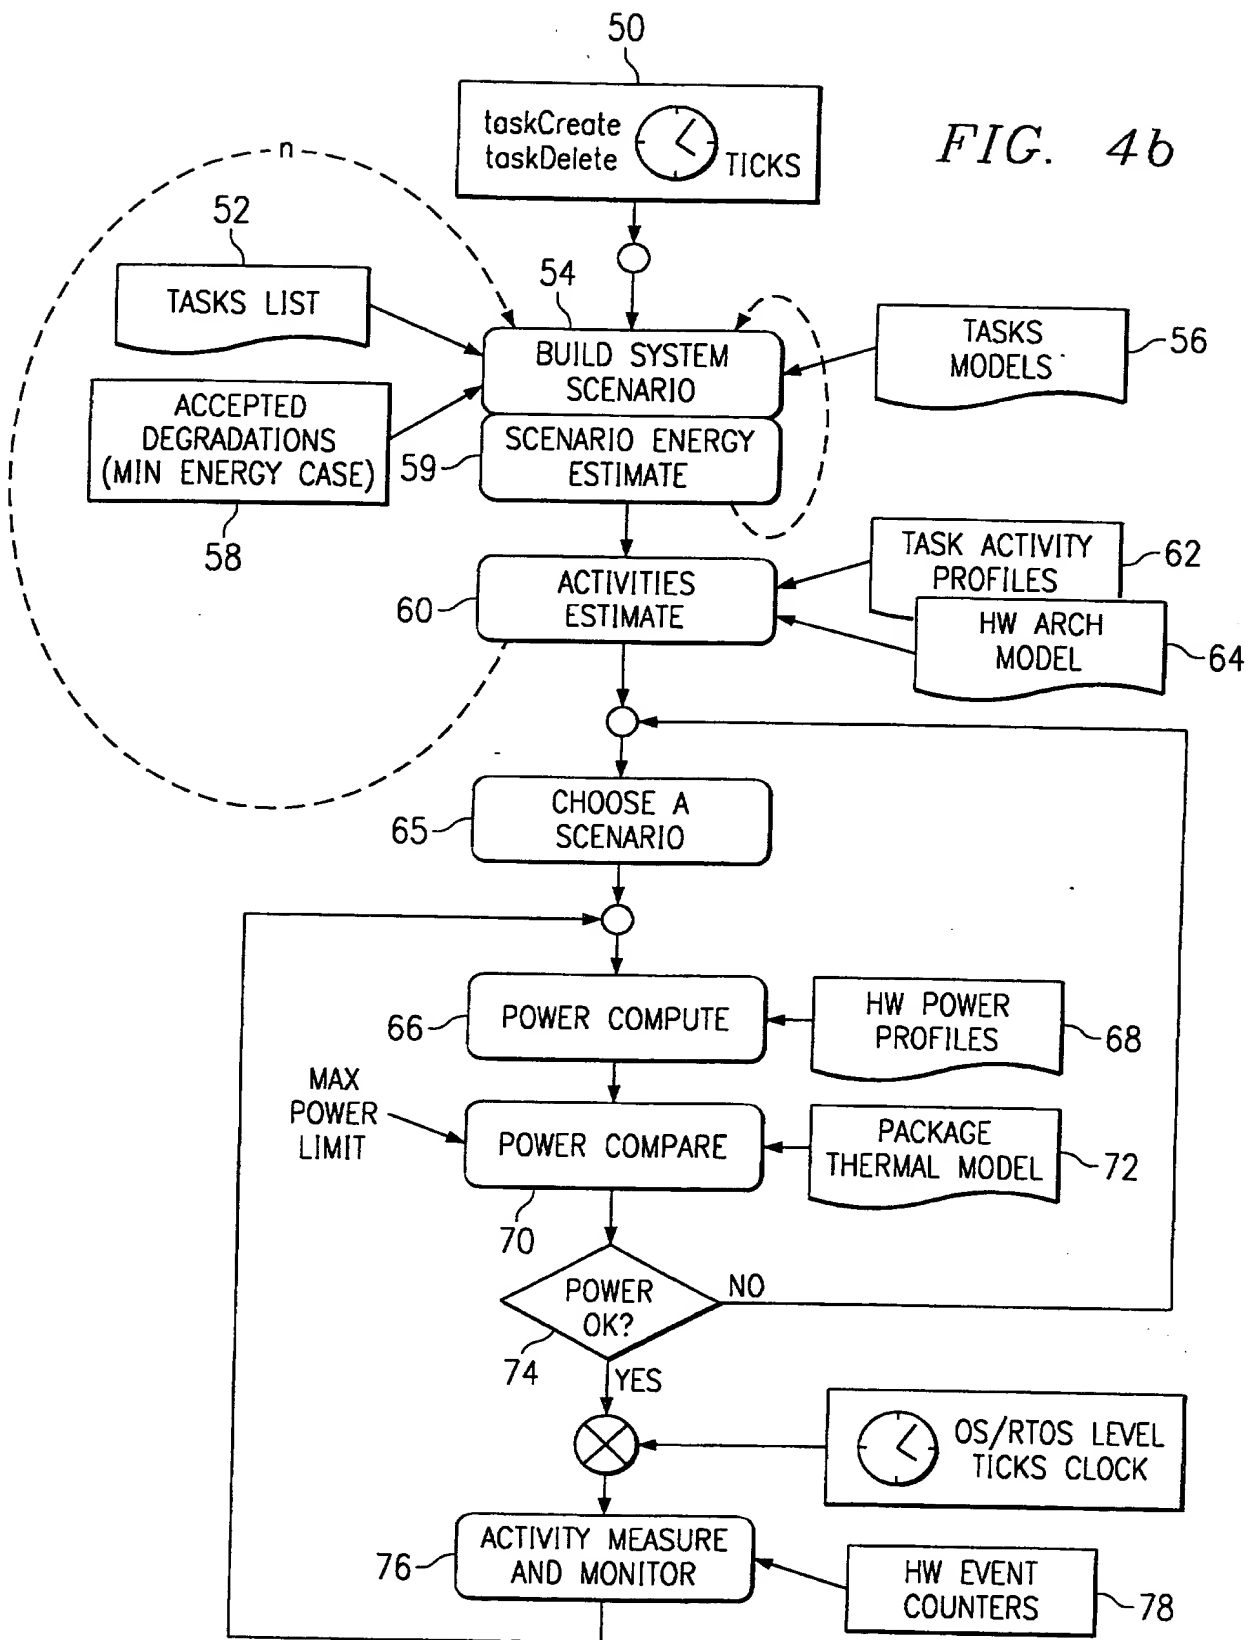 50
taskCreate
taskDelete
TICKS
FIG. 4b
n
52
TASKS LIST
54
BUILD SYSTEM
SCENARIO
TASKS
MODELS
56
ACCEPTED
DEGRADATIONS
(MIN ENERGY CASE)
58
59
SCENARIO ENERGY
ESTIMATE
60
ACTIVITIES
ESTIMATE
TASK ACTIVITY
PROFILES
62
HW ARCH
MODEL
64
65
CHOOSE A
SCENARIO
66
POWER COMPUTE
HW POWER
PROFILES
68
MAX
POWER
LIMIT
POWER COMPARE
70
PACKAGE
THERMAL MODEL
72
POWER
OK?
NO
74
YES
OS/RTOS LEVEL
TICKS CLOCK
76
ACTIVITY MEASURE
AND MONITOR
HW EVENT
COUNTERS
78